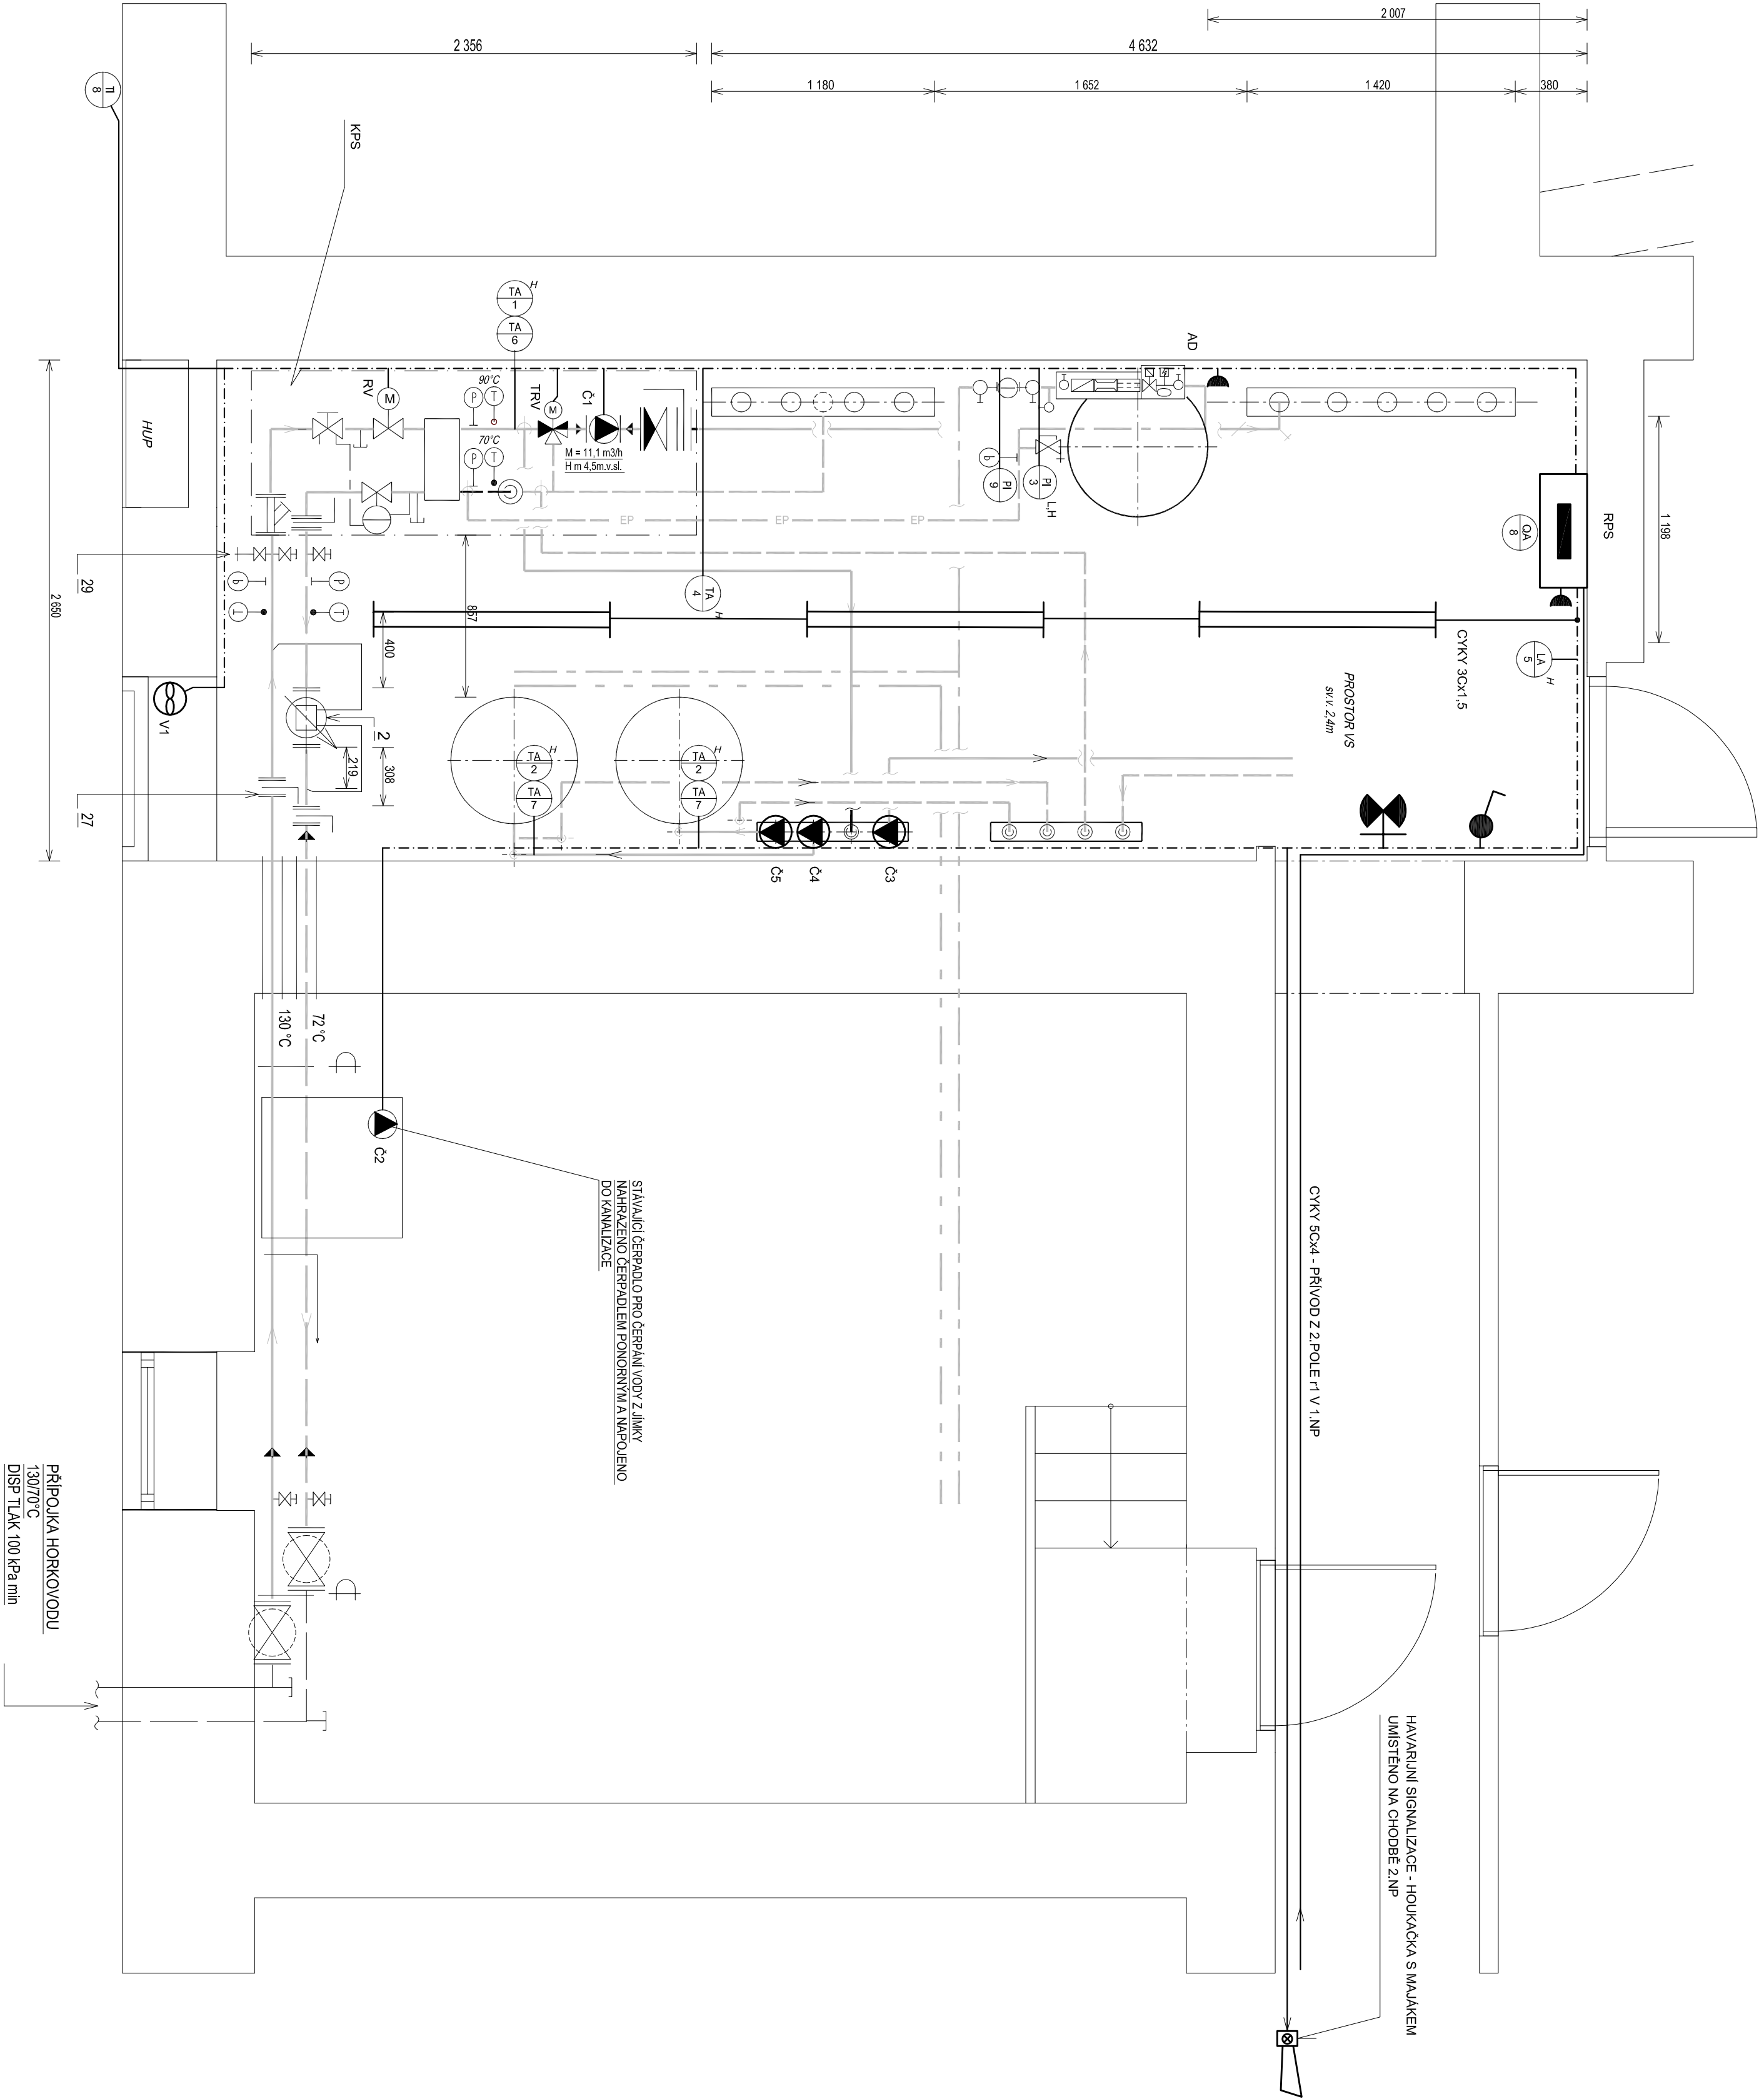 2 007
2 356
4 632
1 180
1 652
1 420
380
TI
8
KPS
TA
1
H
TA
6
AD
RV
M
90°C
P
T
TRV
M
Č1
70°C
P
T
M = 11,1 m3/h
H m 4,5m.v.sl.
HUP
PI
9
PI
3
L,H
EP
EP
EP
QA
8
RPS
1 198
29
2 650
P
T
TA
4
H
857
400
CYKY 3Cx1,5
LA
5
H
PROSTOR VS
sv.v. 2,4m
V1
2
219
308
27
TA
2
H
TA
7
TA
2
H
TA
7
Č5
Č4
Č3
130 °C
72 °C
Č2
STÁVAJÍCÍ ČERPADLO PRO ČERPÁNÍ VODY Z JÍMKY
NAHRAZENO ČERPADLEM PONORNÝM A NAPOJENO
DO KANALIZACE
CYKY 5Cx4 - PŘÍVOD Z 2.POLE r1 V 1.NP
PŘÍPOJKA HORKOVODU
130/70°C
DISP TLAK 100 kPa min
HAVARIJNÍ SIGNALIZACE - HOUKAČKA S MAJÁKEM
UMÍSTĚNO NA CHODBĚ 2.NP